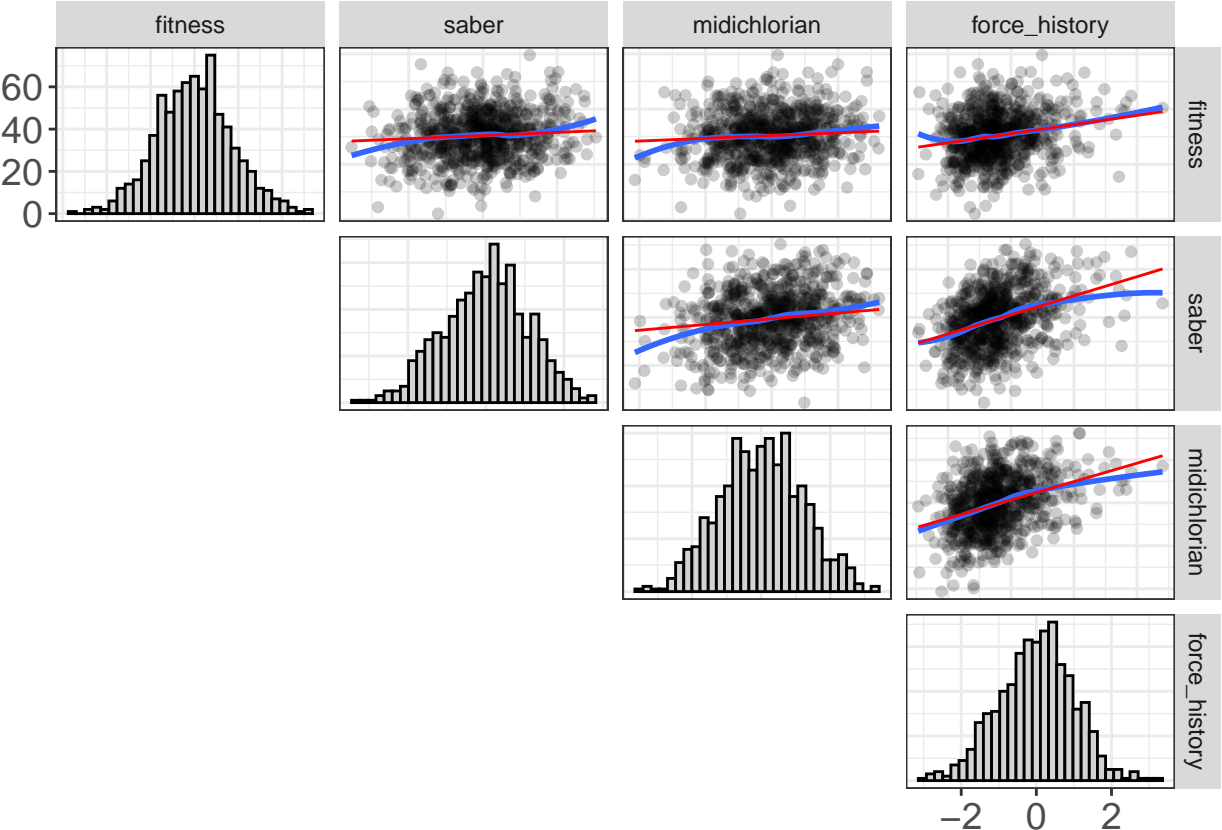 fitness
saber
midichlorian
force_history
60
40
20
0
fitness
saber
midichlorian
force_history
−2
0
2